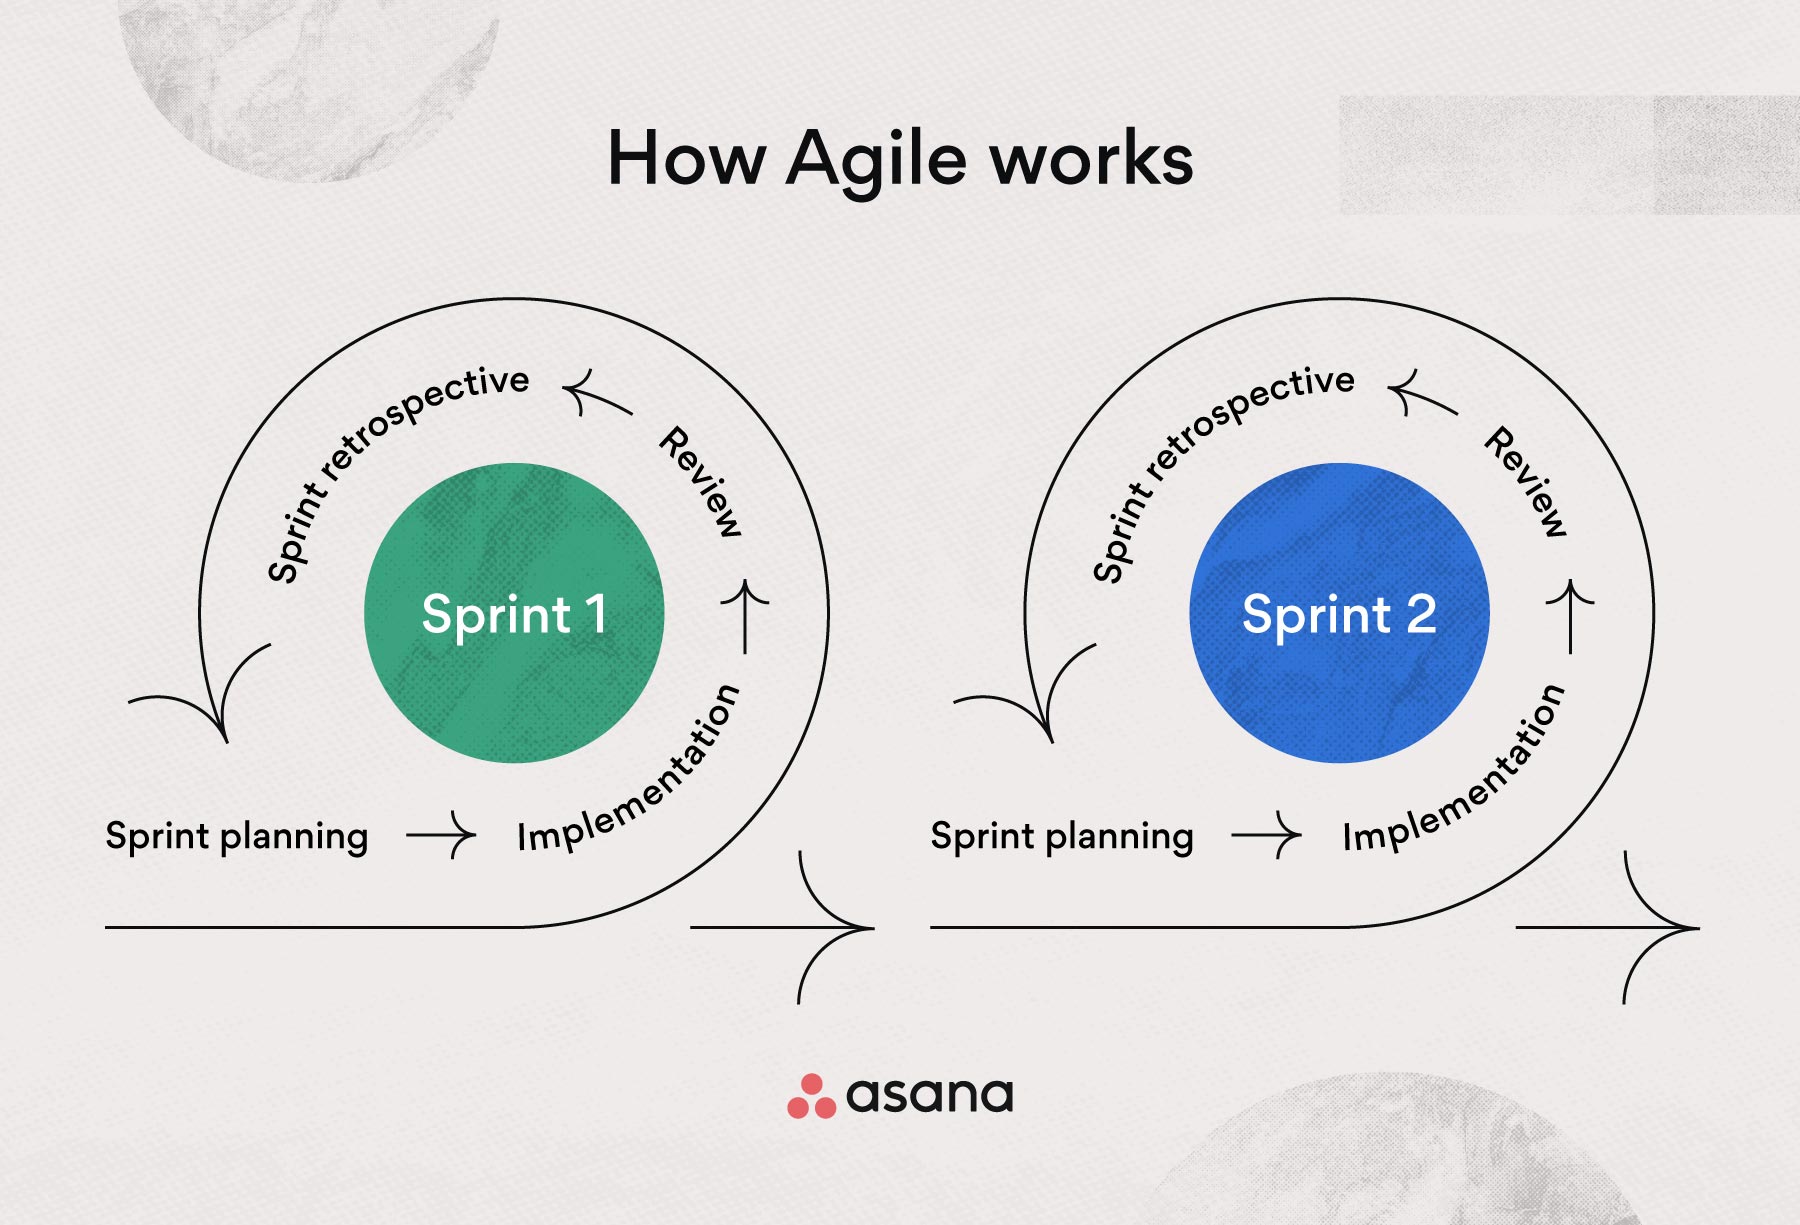 How Agile works
Sprint retrospective
Review
Sprint 1
Implementation
Sprint planning
Sprint retrospective
Review
Sprint 2
Implementation
Sprint planning
asana